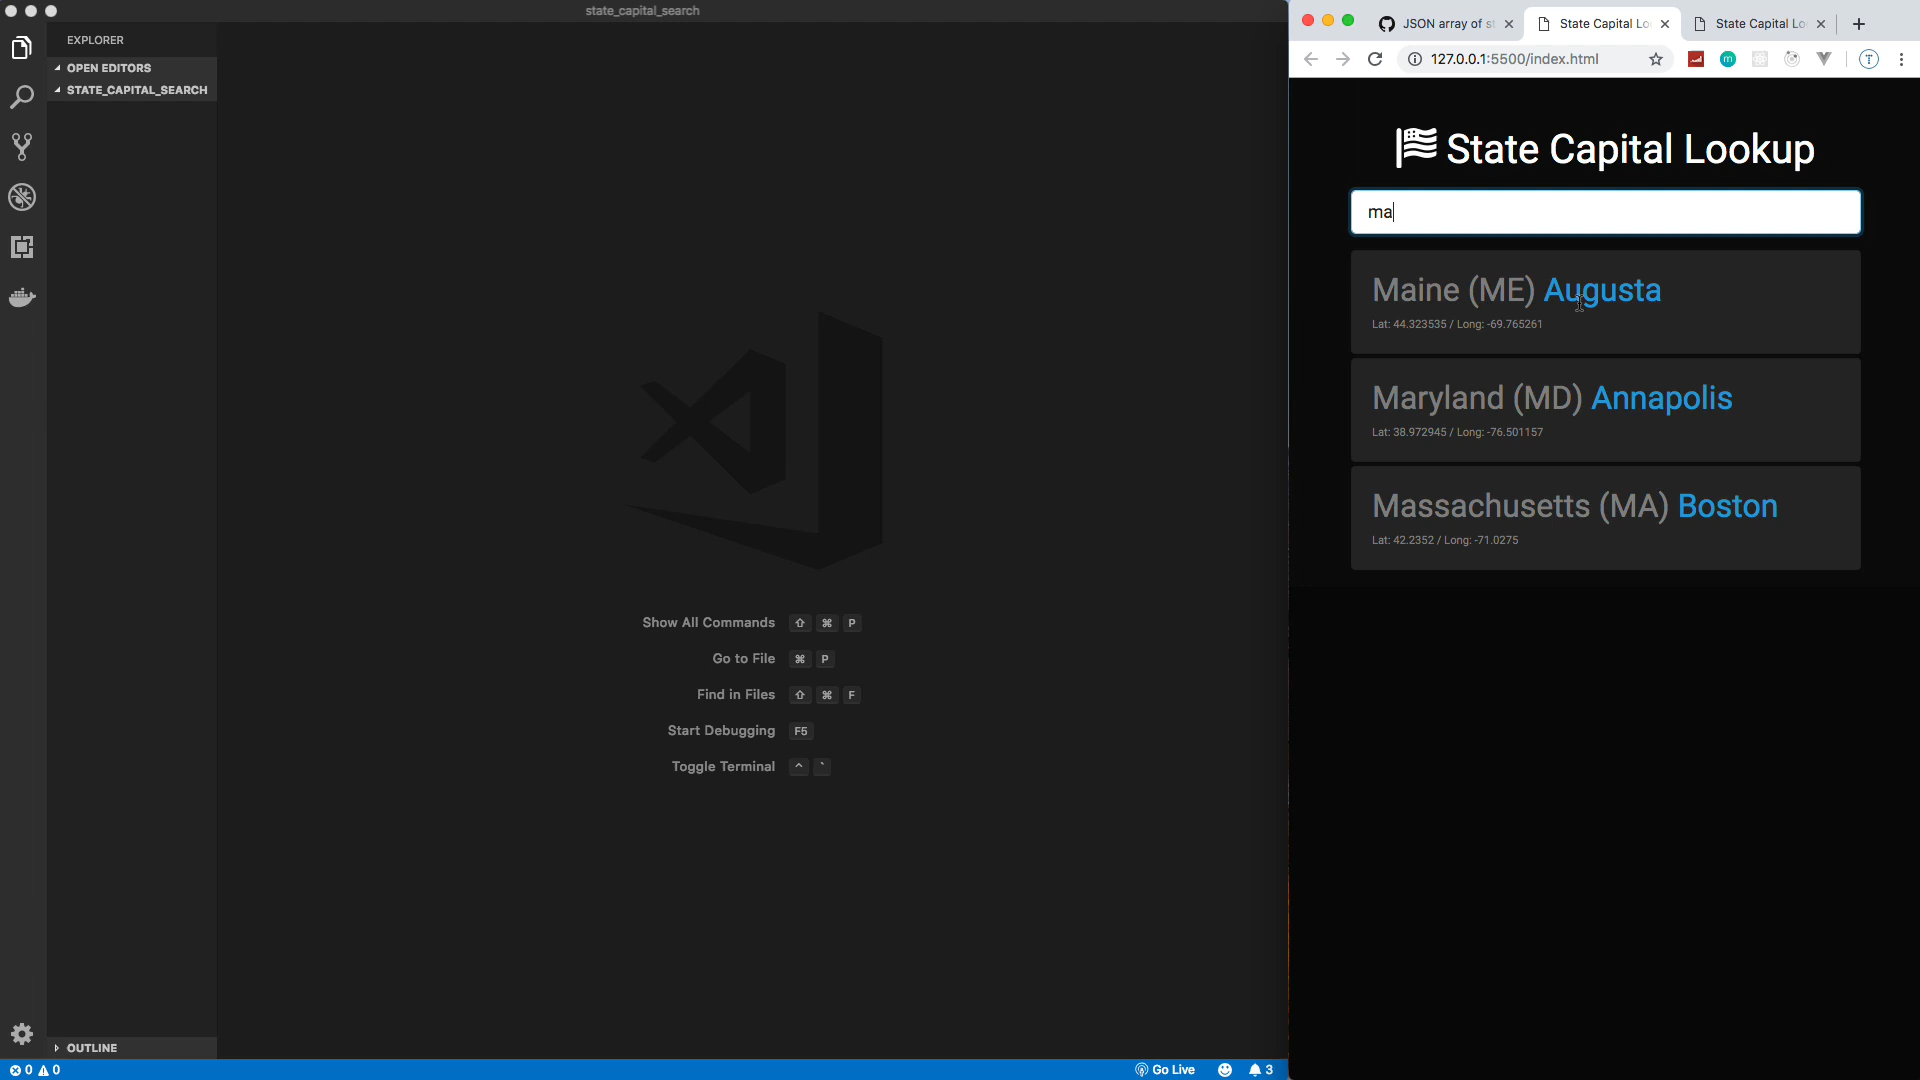 state_capital_search
EXPLORER
OPEN EDITORS
STATE_CAPITAL_SEARCH
Show All Commands ⇧ ⌘ P
Go to File ⌘ P
Find in Files ⇧ ⌘ F
Start Debugging F5
Toggle Terminal ^ `
OUTLINE
0 0
Go Live
3
JSON array of s
State Capital Lo
State Capital Lo
127.0.0.1:5500/index.html
m
T
State Capital Lookup
ma
Maine (ME) Augusta
Lat: 44.323535 / Long: -69.765261
Maryland (MD) Annapolis
Lat: 38.972945 / Long: -76.501157
Massachusetts (MA) Boston
Lat: 42.2352 / Long: -71.0275